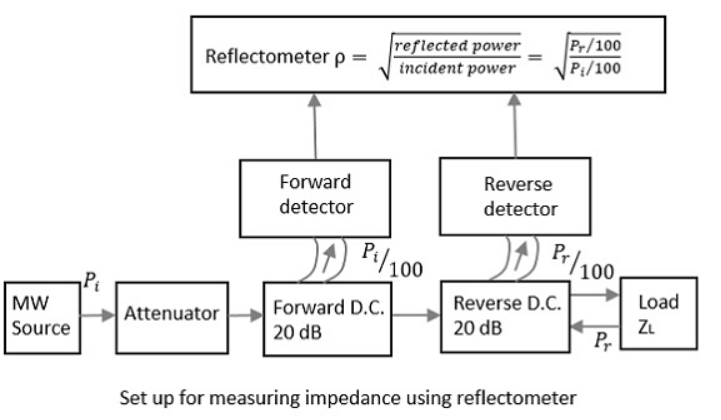 Reflectometer ρ = √(reflected power / incident power) = √(Pᵣ/100 / Pᵢ/100)
Forward
detector
Reverse
detector
Pᵢ/100
Pᵣ/100
Pᵢ
MW
Source
Attenuator
Forward D.C.
20 dB
Reverse D.C.
20 dB
Load
ZL
Pᵣ
Set up for measuring impedance using reflectometer